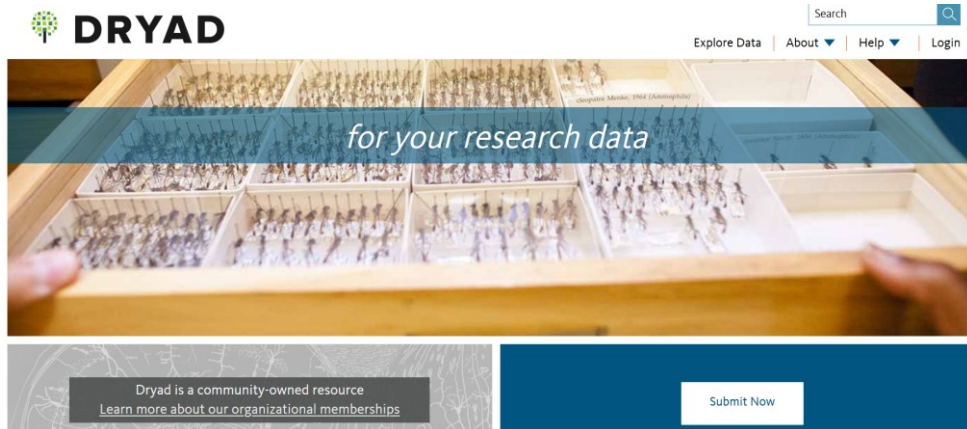 DRYAD
Search
Explore Data About Help Login
for your research data
Dryad is a community-owned resource
Learn more about our organizational memberships
Submit Now